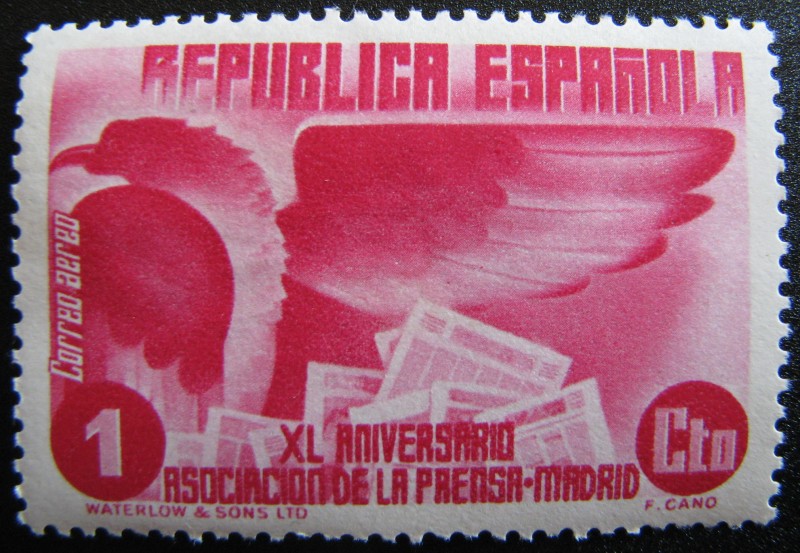 REPUBLICA ESPAÑOLA
Correo aereo
1
Cto
XL ANIVERSARIO
ASOCIACION DE LA PRENSA·MADRID
WATERLOW & SONS LTD
F. CANO